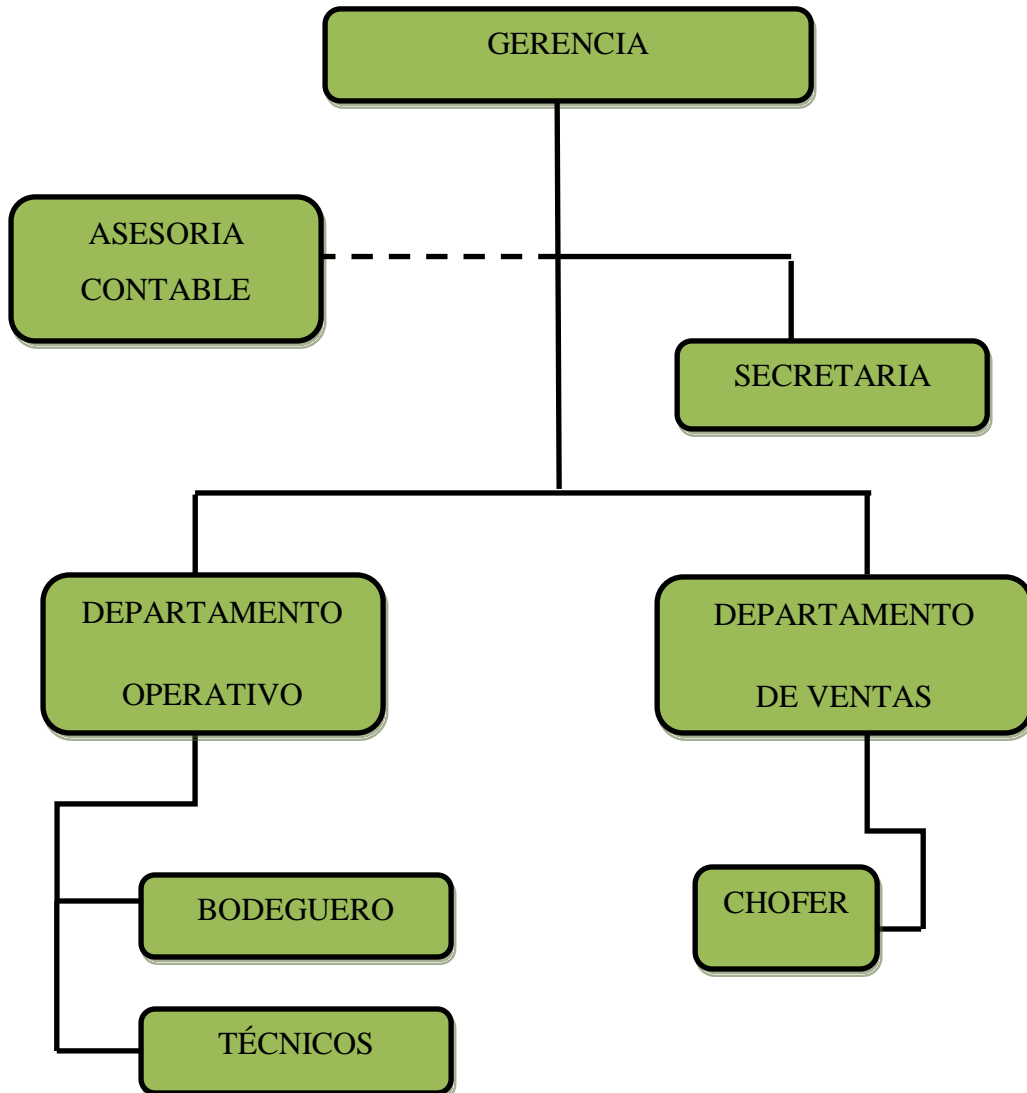 GERENCIA
ASESORIA
CONTABLE
SECRETARIA
DEPARTAMENTO
OPERATIVO
DEPARTAMENTO
DE VENTAS
BODEGUERO
CHOFER
TÉCNICOS